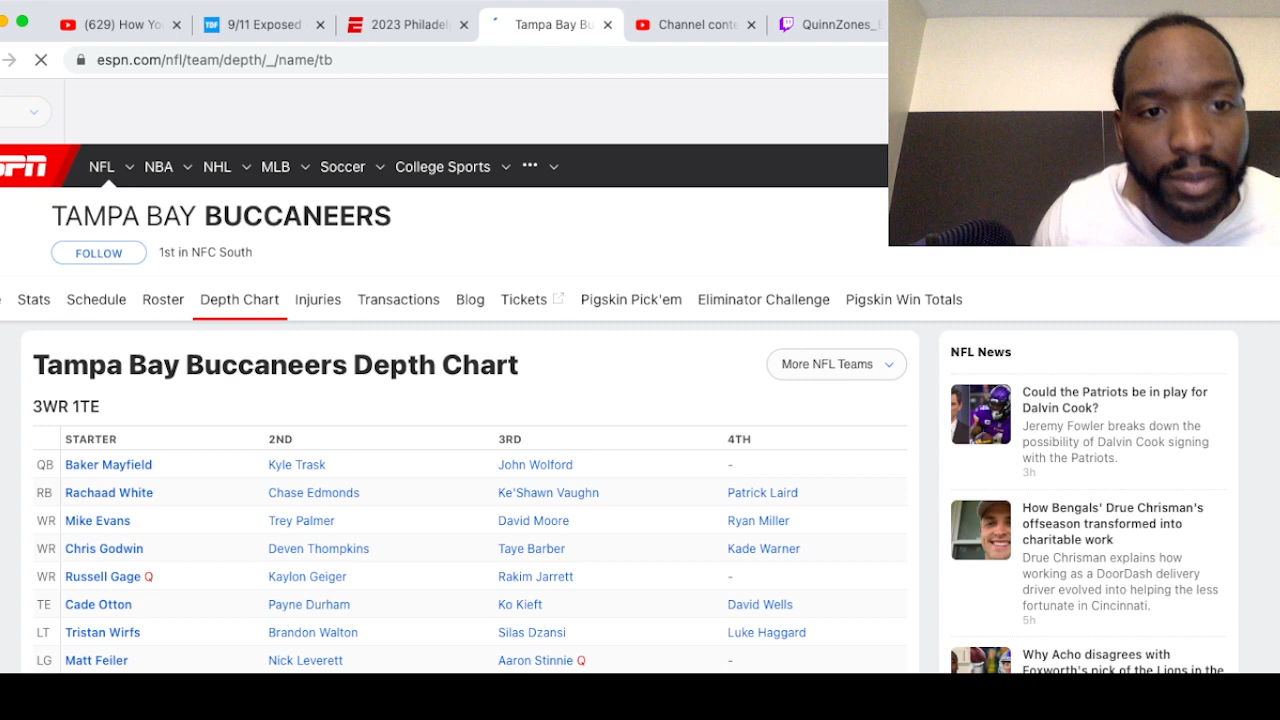 (629) How Yo
9/11 Exposed
2023 Philadel
Tampa Bay Bu
Channel conte
QuinnZones_
espn.com/nfl/team/depth/_/name/tb
NFL NBA NHL MLB Soccer College Sports
TAMPA BAY BUCCANEERS
FOLLOW 1st in NFC South
Stats Schedule Roster Depth Chart Injuries Transactions Blog Tickets Pigskin Pick'em Eliminator Challenge Pigskin Win Totals
Tampa Bay Buccaneers Depth Chart
More NFL Teams
3WR 1TE
STARTER 2ND 3RD 4TH
QB Baker Mayfield Kyle Trask John Wolford -
RB Rachaad White Chase Edmonds Ke'Shawn Vaughn Patrick Laird
WR Mike Evans Trey Palmer David Moore Ryan Miller
WR Chris Godwin Deven Thompkins Taye Barber Kade Warner
WR Russell Gage Q Kaylon Geiger Rakim Jarrett -
TE Cade Otton Payne Durham Ko Kieft David Wells
LT Tristan Wirfs Brandon Walton Silas Dzansi Luke Haggard
LG Matt Feiler Nick Leverett Aaron Stinnie Q -
NFL News
Could the Patriots be in play for
Dalvin Cook?
Jeremy Fowler breaks down the
possibility of Dalvin Cook signing
with the Patriots.
3h
How Bengals' Drue Chrisman's
offseason transformed into
charitable work
Drue Chrisman explains how
working as a DoorDash delivery
driver evolved into helping the less
fortunate in Cincinnati.
5h
Why Acho disagrees with
Foxworth's pick of the Lions in the